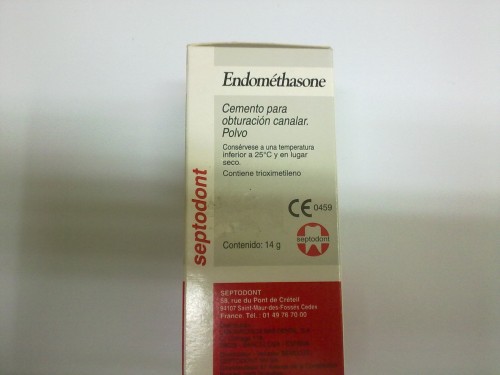 Endométhasone
Cemento para
obturación canalar.
Polvo
Consérvese a una temperatura
inferior a 25°C y en lugar
seco.
Contiene trioximetileno
septodont
CE 0459
septodont
Contenido: 14 g
SEPTODONT
58, rue du Pont de Créteil
94107 Saint-Maur-des-Fossés Cedex
France. Tél. : 01 49 76 70 00